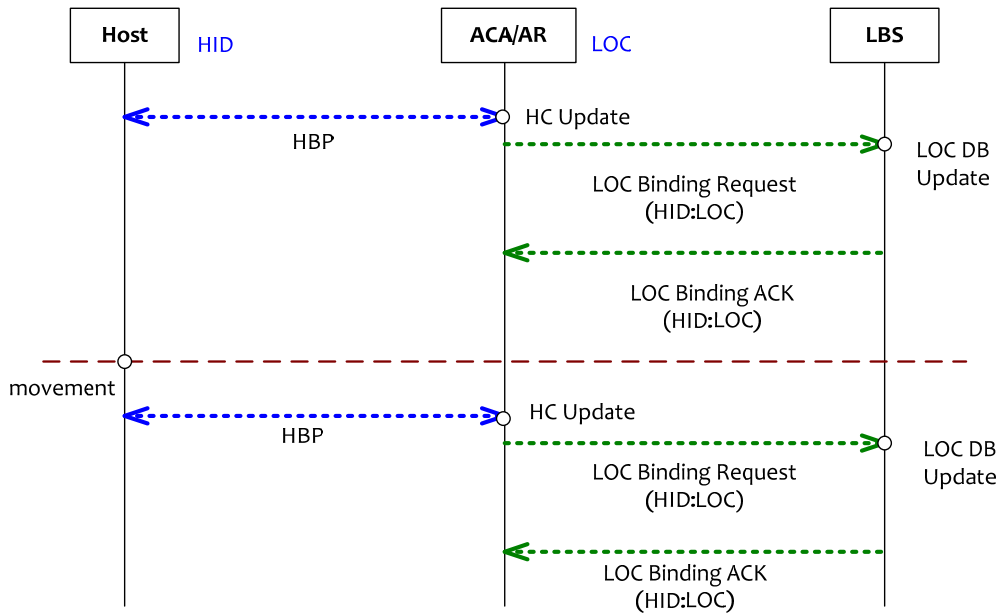 Host
HID
ACA/AR
LOC
LBS
HC Update
HBP
LOC DB
Update
LOC Binding Request
(HID:LOC)
LOC Binding ACK
(HID:LOC)
movement
HC Update
HBP
LOC DB
Update
LOC Binding Request
(HID:LOC)
LOC Binding ACK
(HID:LOC)